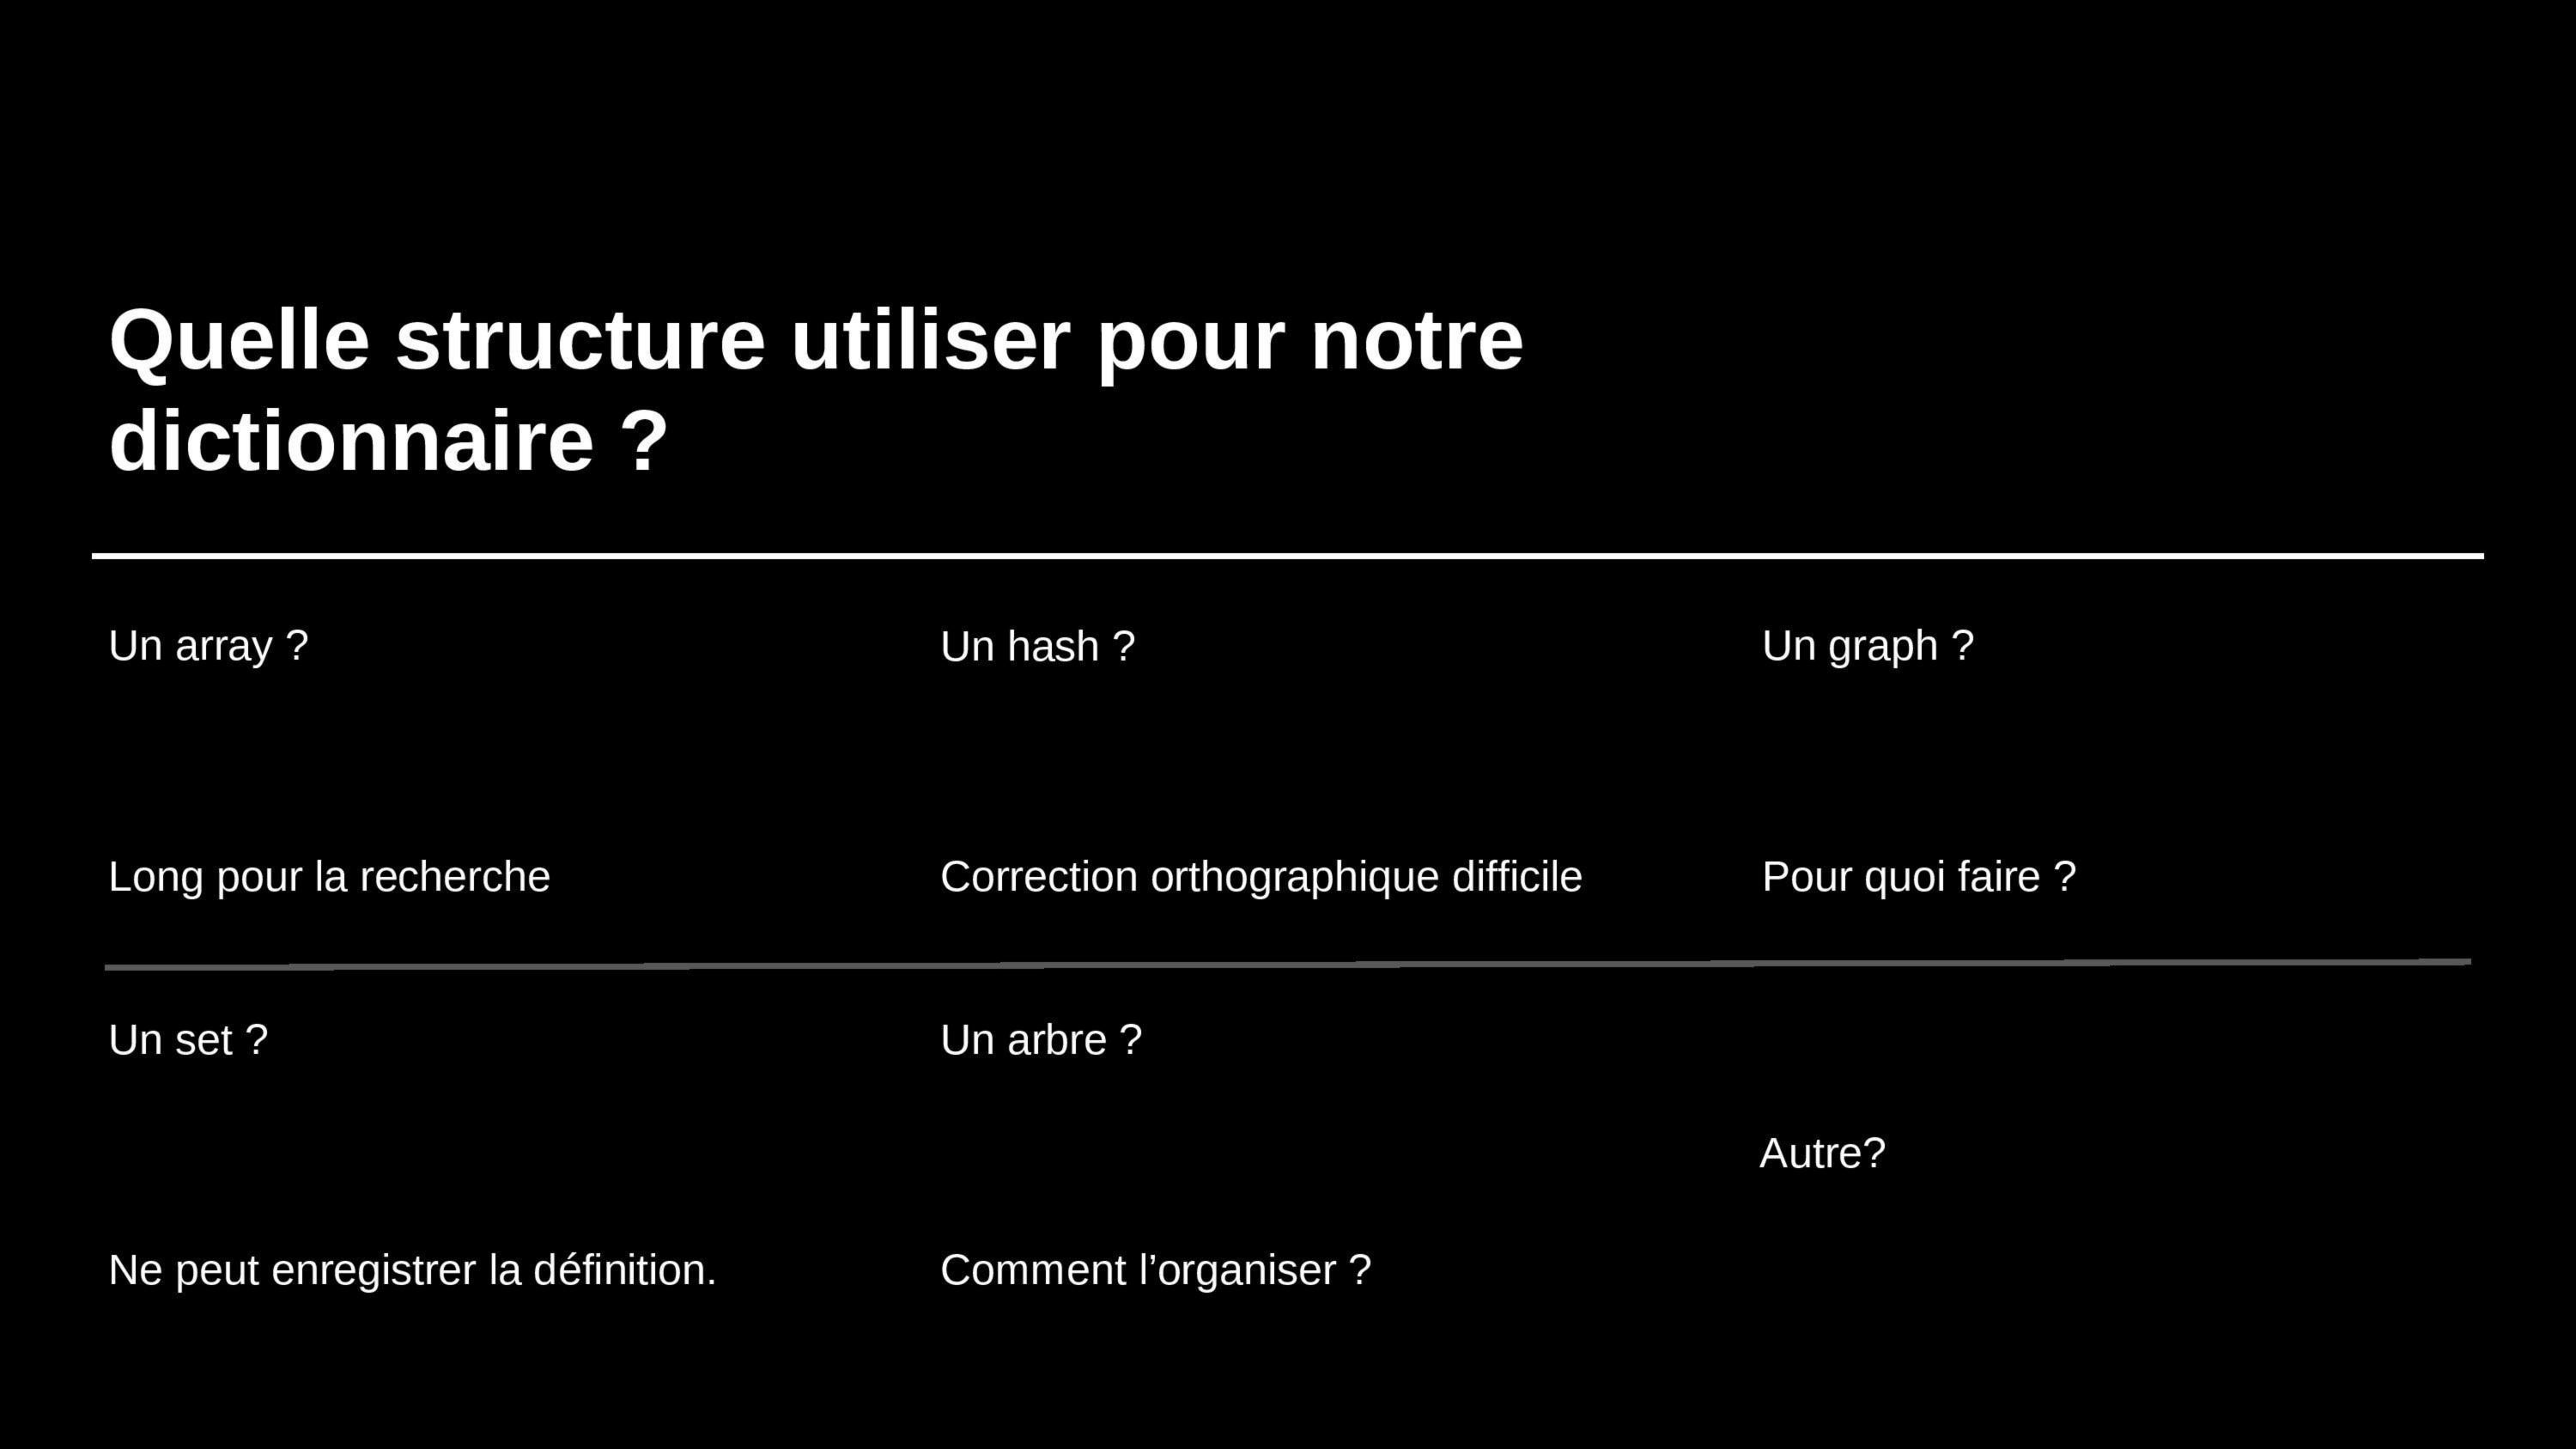 Quelle structure utiliser pour notre
dictionnaire ?
Un array ?
Un hash ?
Un graph ?
Long pour la recherche
Correction orthographique difficile
Pour quoi faire ?
Un set ?
Un arbre ?
Autre?
Ne peut enregistrer la définition.
Comment l’organiser ?